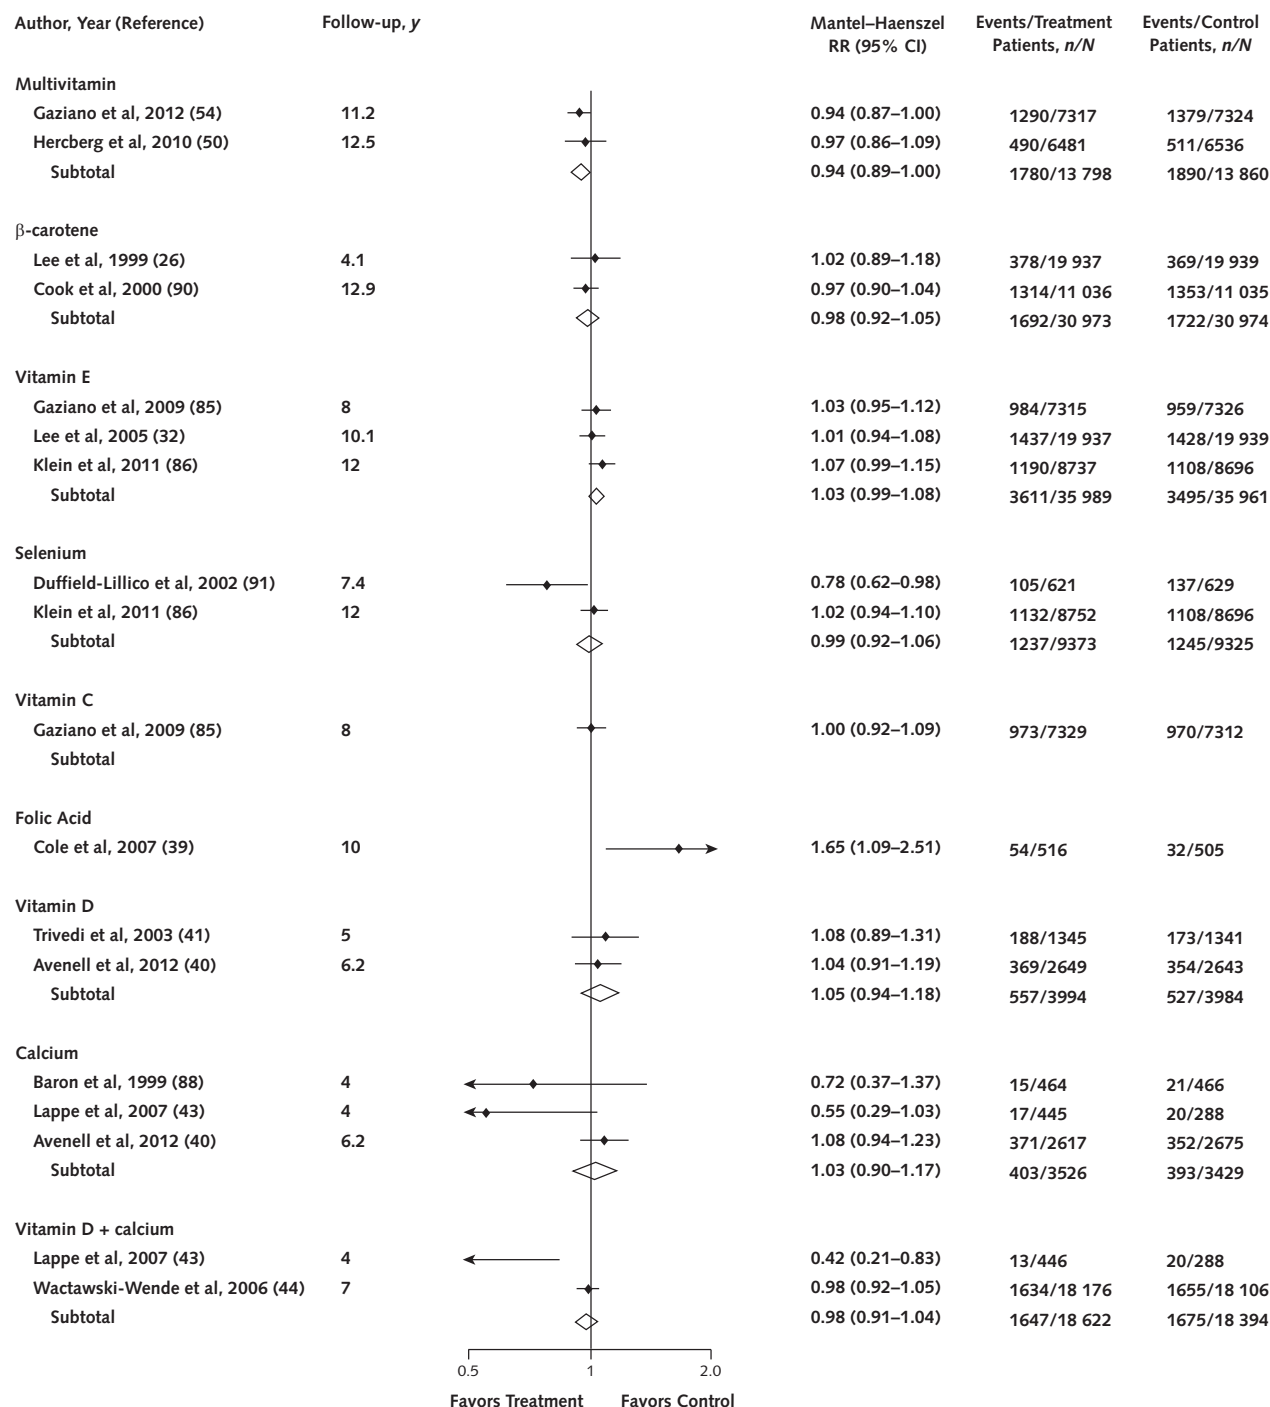 Author, Year (Reference) Follow-up, y Mantel–Haenszel RR (95% CI) Events/Treatment Patients, n/N Events/Control Patients, n/N
Multivitamin
Gaziano et al, 2012 (54) 11.2 0.94 (0.87–1.00) 1290/7317 1379/7324
Hercberg et al, 2010 (50) 12.5 0.97 (0.86–1.09) 490/6481 511/6536
Subtotal 0.94 (0.89–1.00) 1780/13 798 1890/13 860
β-carotene
Lee et al, 1999 (26) 4.1 1.02 (0.89–1.18) 378/19 937 369/19 939
Cook et al, 2000 (90) 12.9 0.97 (0.90–1.04) 1314/11 036 1353/11 035
Subtotal 0.98 (0.92–1.05) 1692/30 973 1722/30 974
Vitamin E
Gaziano et al, 2009 (85) 8 1.03 (0.95–1.12) 984/7315 959/7326
Lee et al, 2005 (32) 10.1 1.01 (0.94–1.08) 1437/19 937 1428/19 939
Klein et al, 2011 (86) 12 1.07 (0.99–1.15) 1190/8737 1108/8696
Subtotal 1.03 (0.99–1.08) 3611/35 989 3495/35 961
Selenium
Duffield-Lillico et al, 2002 (91) 7.4 0.78 (0.62–0.98) 105/621 137/629
Klein et al, 2011 (86) 12 1.02 (0.94–1.10) 1132/8752 1108/8696
Subtotal 0.99 (0.92–1.06) 1237/9373 1245/9325
Vitamin C
Gaziano et al, 2009 (85) 8 1.00 (0.92–1.09) 973/7329 970/7312
Subtotal
Folic Acid
Cole et al, 2007 (39) 10 1.65 (1.09–2.51) 54/516 32/505
Vitamin D
Trivedi et al, 2003 (41) 5 1.08 (0.89–1.31) 188/1345 173/1341
Avenell et al, 2012 (40) 6.2 1.04 (0.91–1.19) 369/2649 354/2643
Subtotal 1.05 (0.94–1.18) 557/3994 527/3984
Calcium
Baron et al, 1999 (88) 4 0.72 (0.37–1.37) 15/464 21/466
Lappe et al, 2007 (43) 4 0.55 (0.29–1.03) 17/445 20/288
Avenell et al, 2012 (40) 6.2 1.08 (0.94–1.23) 371/2617 352/2675
Subtotal 1.03 (0.90–1.17) 403/3526 393/3429
Vitamin D + calcium
Lappe et al, 2007 (43) 4 0.42 (0.21–0.83) 13/446 20/288
Wactawski-Wende et al, 2006 (44) 7 0.98 (0.92–1.05) 1634/18 176 1655/18 106
Subtotal 0.98 (0.91–1.04) 1647/18 622 1675/18 394
0.5 1 2.0
Favors Treatment Favors Control